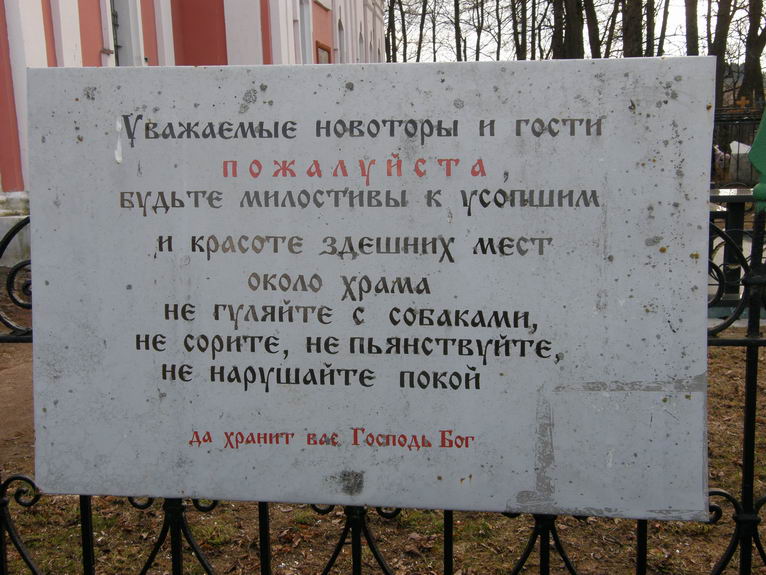 Уважаемые новоторы и гости
пожалуйста,
будьте милостивы к усопшим
и красоте здешних мест
около храма
не гуляйте с собаками,
не сорите, не пьянствуйте,
не нарушайте покой
да хранит вас Господь Бог